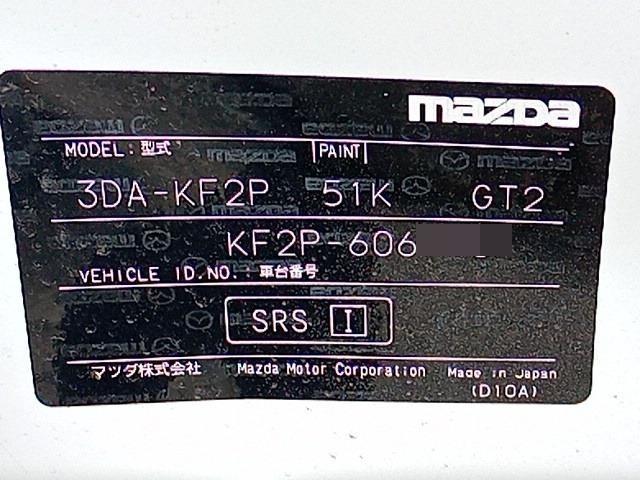 mazda
MODEL: 型式 PAINT
3DA-KF2P 51K GT2
KF2P-606
VEHICLE ID.NO.: 車台番号
SRS I
マツダ株式会社 Mazda Motor Corporation Made in Japan
(D10A)